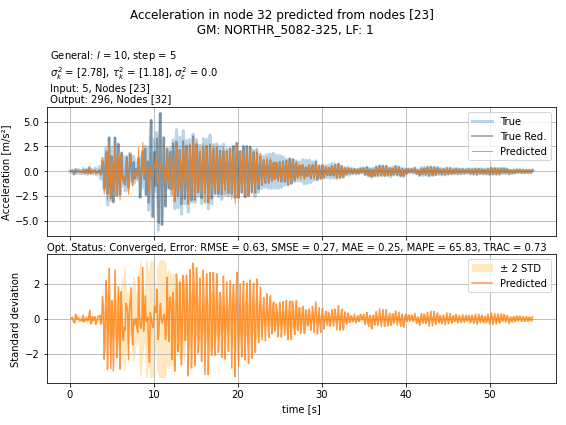 Acceleration in node 32 predicted from nodes [23]
GM: NORTHR_5082-325, LF: 1
General: l = 10, step = 5
σ²ₖ = [2.78], τ²ₖ = [1.18], σ²ε = 0.0
Input: 5, Nodes [23]
Output: 296, Nodes [32]
Acceleration [m/s²]
5.0
2.5
0.0
−2.5
−5.0
True
True Red.
Predicted
Opt. Status: Converged, Error: RMSE = 0.63, SMSE = 0.27, MAE = 0.25, MAPE = 65.83, TRAC = 0.73
Standard deviation
2
0
−2
± 2 STD
Predicted
0 10 20 30 40 50
time [s]